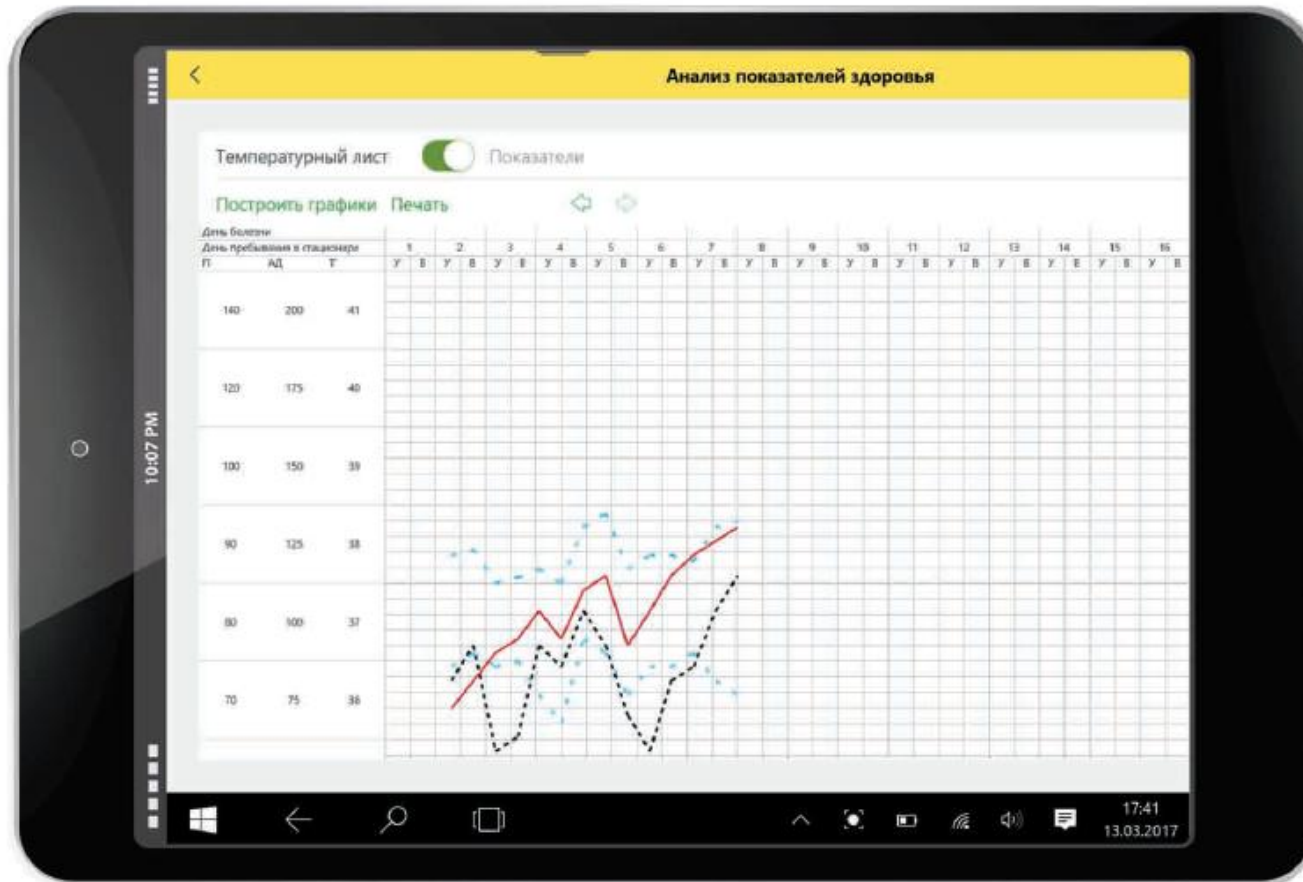 Анализ показателей здоровья
Температурный лист Показатели
Построить графики Печать
День болезни
День пребывания в стационаре 1 2 3 4 5 6 7 8 9 10 11 12 13 14 15 16
П АД Т У В У В У В У В У В У В У В У В У В У В У В У В У В У В У В У В
140 200 41
120 175 40
100 150 39
90 125 38
80 100 37
70 75 36
10:07 PM
17:41
13.03.2017